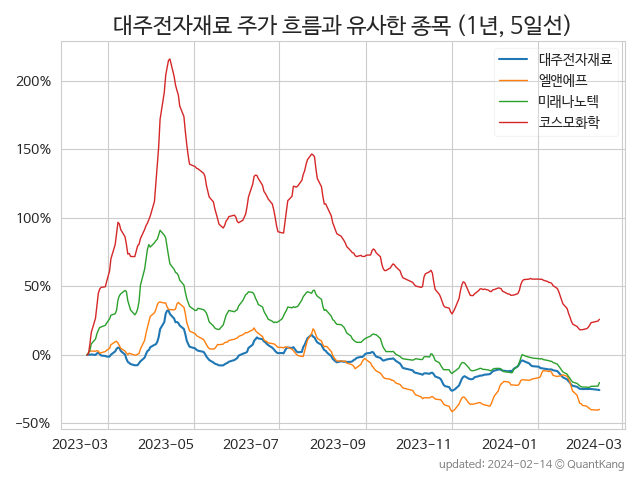 대주전자재료 주가 흐름과 유사한 종목 (1년, 5일선)
대주전자재료
엘앤에프
미래나노텍
코스모화학
200%
150%
100%
50%
0%
−50%
2023-03 2023-05 2023-07 2023-09 2023-11 2024-01 2024-03
updated: 2024-02-14 © QuantKang